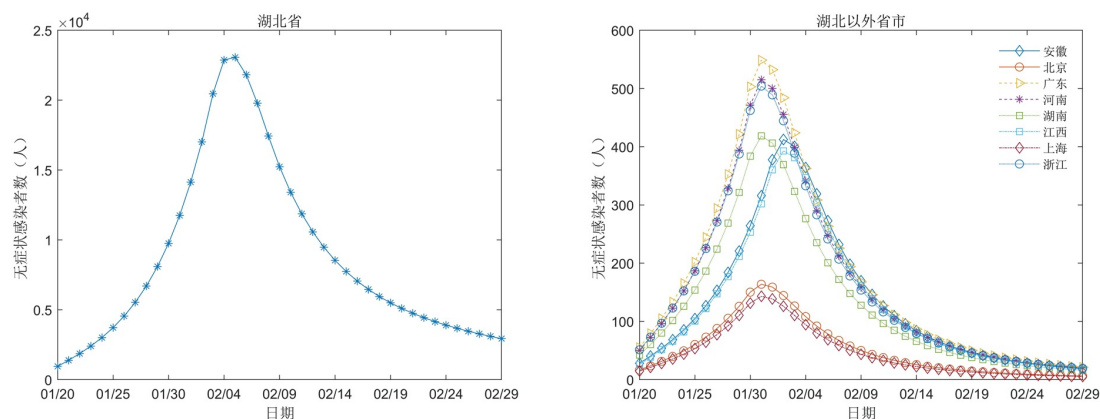 湖北省
×10⁴
2.5
2
1.5
1
0.5
0
无症状感染者数（人）
01/20 01/25 01/30 02/04 02/09 02/14 02/19 02/24 02/29
日期
湖北以外省市
600
500
400
300
200
100
0
无症状感染者数（人）
01/20 01/25 01/30 02/04 02/09 02/14 02/19 02/24 02/29
日期
安徽
北京
广东
河南
湖南
江西
上海
浙江